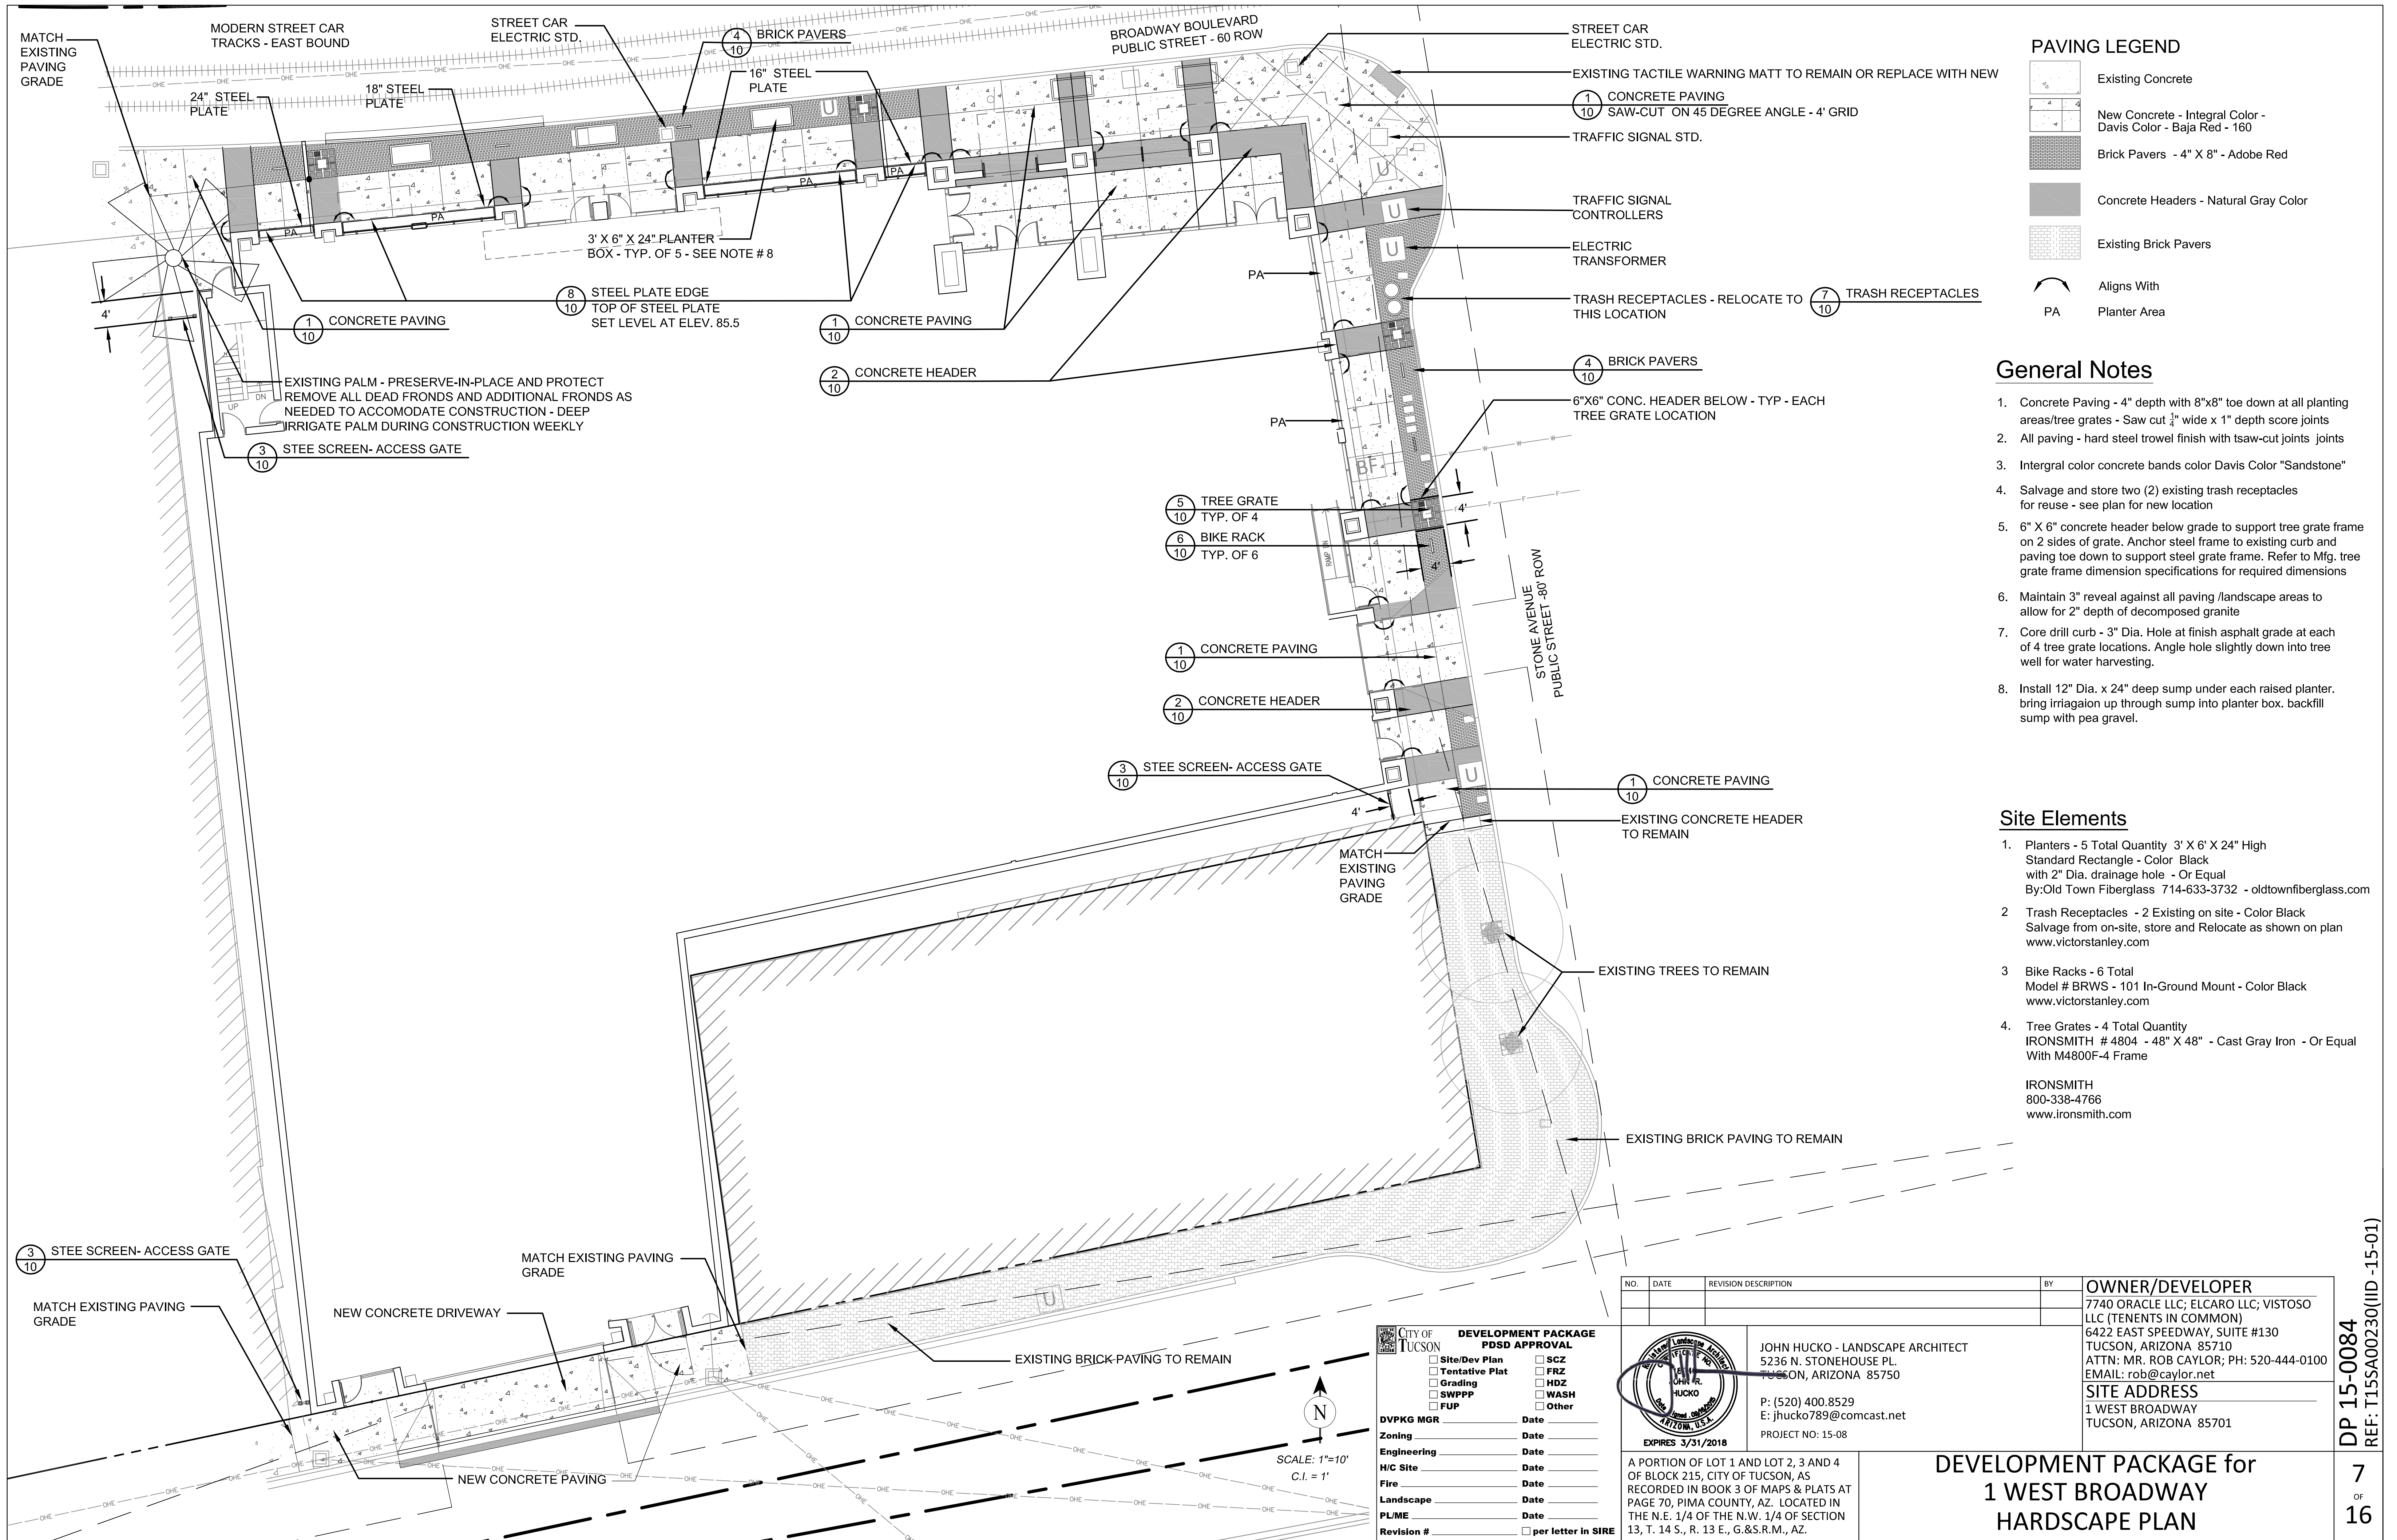 MATCH
EXISTING
PAVING
GRADE
MODERN STREET CAR
TRACKS - EAST BOUND
STREET CAR
ELECTRIC STD.
4
10
BRICK PAVERS
BROADWAY BOULEVARD
PUBLIC STREET - 60 ROW
24" STEEL
PLATE
18" STEEL
PLATE
16" STEEL
PLATE
STREET CAR
ELECTRIC STD.
EXISTING TACTILE WARNING MATT TO REMAIN OR REPLACE WITH NEW
1
10
CONCRETE PAVING
SAW-CUT ON 45 DEGREE ANGLE - 4' GRID
TRAFFIC SIGNAL STD.
TRAFFIC SIGNAL
CONTROLLERS
ELECTRIC
TRANSFORMER
TRASH RECEPTACLES - RELOCATE TO
THIS LOCATION
7
10
TRASH RECEPTACLES
4
10
BRICK PAVERS
6"X6" CONC. HEADER BELOW - TYP - EACH
TREE GRATE LOCATION
PA
PA
PA
PA
PA
PA
3' X 6" X 24" PLANTER
BOX - TYP. OF 5 - SEE NOTE # 8
8
10
STEEL PLATE EDGE
TOP OF STEEL PLATE
SET LEVEL AT ELEV. 85.5
1
10
CONCRETE PAVING
1
10
CONCRETE PAVING
2
10
CONCRETE HEADER
4'
UP
DN
EXISTING PALM - PRESERVE-IN-PLACE AND PROTECT
REMOVE ALL DEAD FRONDS AND ADDITIONAL FRONDS AS
NEEDED TO ACCOMODATE CONSTRUCTION - DEEP
IRRIGATE PALM DURING CONSTRUCTION WEEKLY
3
10
STEE SCREEN- ACCESS GATE
BF
5
10
TREE GRATE
TYP. OF 4
6
10
BIKE RACK
TYP. OF 6
RAMP DN
4'
4'
STONE AVENUE
PUBLIC STREET -80' ROW
1
10
CONCRETE PAVING
2
10
CONCRETE HEADER
3
10
STEE SCREEN- ACCESS GATE
4'
1
10
CONCRETE PAVING
EXISTING CONCRETE HEADER
TO REMAIN
MATCH
EXISTING
PAVING
GRADE
EXISTING TREES TO REMAIN
EXISTING BRICK PAVING TO REMAIN
3
10
STEE SCREEN- ACCESS GATE
MATCH EXISTING PAVING
GRADE
MATCH EXISTING PAVING
GRADE
NEW CONCRETE DRIVEWAY
EXISTING BRICK PAVING TO REMAIN
NEW CONCRETE PAVING
U
U
U
U
U
U
N
SCALE: 1"=10'
C.I. = 1'
PAVING LEGEND
Existing Concrete
New Concrete - Integral Color -
Davis Color - Baja Red - 160
Brick Pavers - 4" X 8" - Adobe Red
Concrete Headers - Natural Gray Color
Existing Brick Pavers
Aligns With
PA Planter Area
General Notes
1. Concrete Paving - 4" depth with 8"x8" toe down at all planting
areas/tree grates - Saw cut 1/4" wide x 1" depth score joints
2. All paving - hard steel trowel finish with tsaw-cut joints joints
3. Intergral color concrete bands color Davis Color "Sandstone"
4. Salvage and store two (2) existing trash receptacles
for reuse - see plan for new location
5. 6" X 6" concrete header below grade to support tree grate frame
on 2 sides of grate. Anchor steel frame to existing curb and
paving toe down to support steel grate frame. Refer to Mfg. tree
grate frame dimension specifications for required dimensions
6. Maintain 3" reveal against all paving /landscape areas to
allow for 2" depth of decomposed granite
7. Core drill curb - 3" Dia. Hole at finish asphalt grade at each
of 4 tree grate locations. Angle hole slightly down into tree
well for water harvesting.
8. Install 12" Dia. x 24" deep sump under each raised planter.
bring irriagaion up through sump into planter box. backfill
sump with pea gravel.
Site Elements
1. Planters - 5 Total Quantity 3' X 6' X 24" High
Standard Rectangle - Color Black
with 2" Dia. drainage hole - Or Equal
By:Old Town Fiberglass 714-633-3732 - oldtownfiberglass.com
2 Trash Receptacles - 2 Existing on site - Color Black
Salvage from on-site, store and Relocate as shown on plan
www.victorstanley.com
3 Bike Racks - 6 Total
Model # BRWS - 101 In-Ground Mount - Color Black
www.victorstanley.com
4. Tree Grates - 4 Total Quantity
IRONSMITH # 4804 - 48" X 48" - Cast Gray Iron - Or Equal
With M4800F-4 Frame
IRONSMITH
800-338-4766
www.ironsmith.com
NO. DATE REVISION DESCRIPTION BY
CITY OF
TUCSON
DEVELOPMENT PACKAGE
PDSD APPROVAL
Site/Dev Plan SCZ
Tentative Plat FRZ
Grading HDZ
SWPPP WASH
FUP Other
DVPKG MGR Date
Zoning Date
Engineering Date
H/C Site Date
Fire Date
Landscape Date
PL/ME Date
Revision # per letter in SIRE
Landscape Architect
JOHN R.
HUCKO
ARIZONA, U.S.A.
EXPIRES 3/31/2018
JOHN HUCKO - LANDSCAPE ARCHITECT
5236 N. STONEHOUSE PL.
TUCSON, ARIZONA 85750
P: (520) 400.8529
E: jhucko789@comcast.net
PROJECT NO: 15-08
OWNER/DEVELOPER
7740 ORACLE LLC; ELCARO LLC; VISTOSO
LLC (TENENTS IN COMMON)
6422 EAST SPEEDWAY, SUITE #130
TUCSON, ARIZONA 85710
ATTN: MR. ROB CAYLOR; PH: 520-444-0100
EMAIL: rob@caylor.net
SITE ADDRESS
1 WEST BROADWAY
TUCSON, ARIZONA 85701
A PORTION OF LOT 1 AND LOT 2, 3 AND 4
OF BLOCK 215, CITY OF TUCSON, AS
RECORDED IN BOOK 3 OF MAPS & PLATS AT
PAGE 70, PIMA COUNTY, AZ. LOCATED IN
THE N.E. 1/4 OF THE N.W. 1/4 OF SECTION
13, T. 14 S., R. 13 E., G.&S.R.M., AZ.
DEVELOPMENT PACKAGE for
1 WEST BROADWAY
HARDSCAPE PLAN
DP 15-0084
REF: T15SA00230(IID -15-01)
7
OF
16